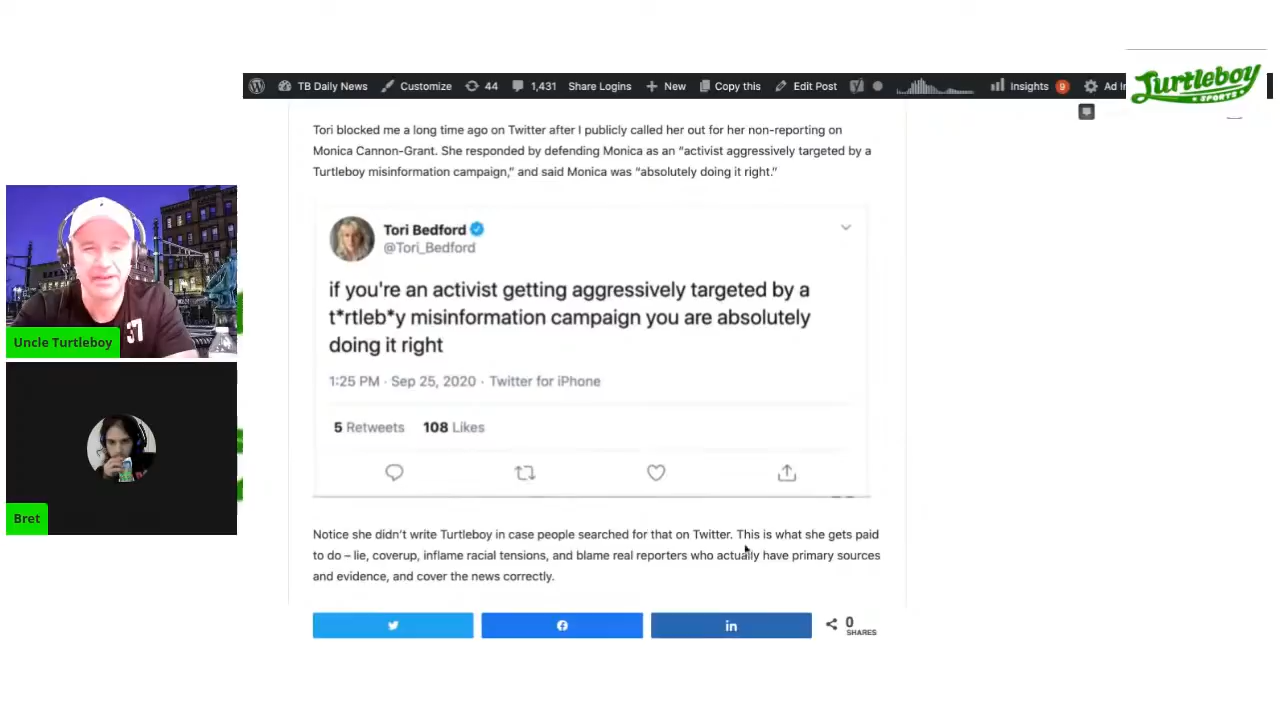 TB Daily News Customize 44 1,431 Share Logins New Copy this Edit Post Insights 9 Ad In
Turtleboy
SPORTS
Tori blocked me a long time ago on Twitter after I publicly called her out for her non-reporting on
Monica Cannon-Grant. She responded by defending Monica as an “activist aggressively targeted by a
Turtleboy misinformation campaign,” and said Monica was “absolutely doing it right.”
Tori Bedford
@Tori_Bedford
if you're an activist getting aggressively targeted by a
t*rtleb*y misinformation campaign you are absolutely
doing it right
1:25 PM · Sep 25, 2020 · Twitter for iPhone
5 Retweets 108 Likes
Notice she didn’t write Turtleboy in case people searched for that on Twitter. This is what she gets paid
to do – lie, coverup, inflame racial tensions, and blame real reporters who actually have primary sources
and evidence, and cover the news correctly.
0
SHARES
37
Uncle Turtleboy
Bret